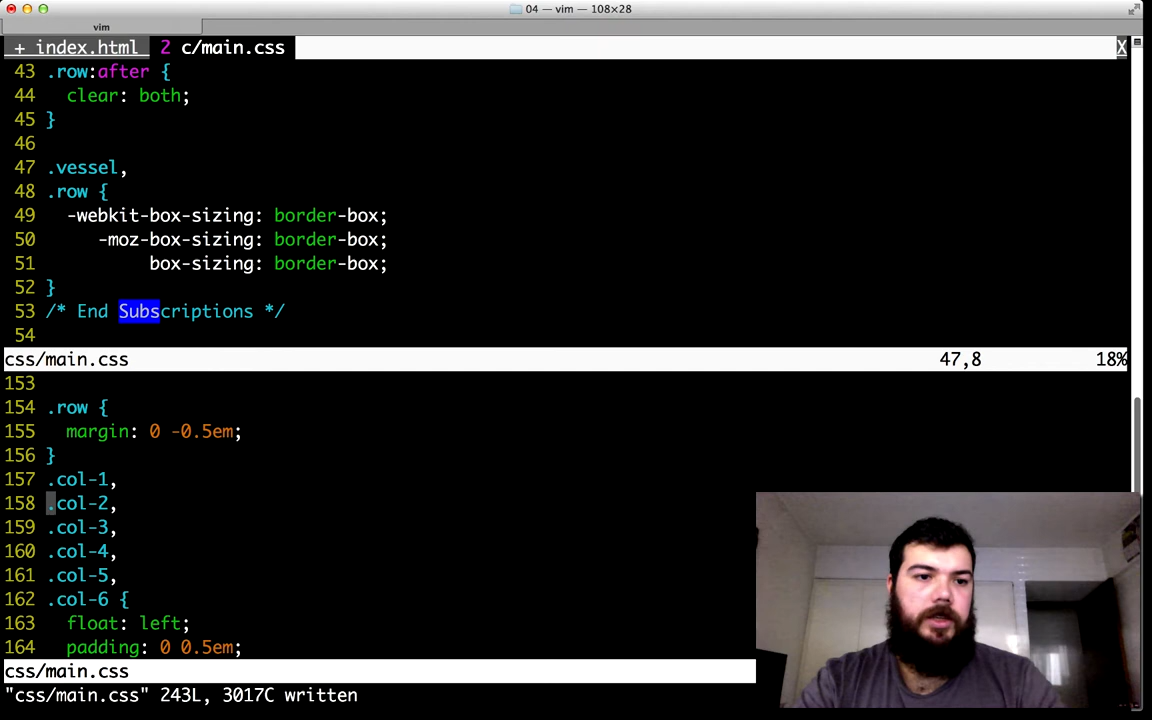 04 — vim — 108×28
vim
+ index.html 2 c/main.css X
43 .row:after {
44 clear: both;
45 }
46
47 .vessel,
48 .row {
49 -webkit-box-sizing: border-box;
50 -moz-box-sizing: border-box;
51 box-sizing: border-box;
52 }
53 /* End Subscriptions */
54
css/main.css 47,8 18%
153
154 .row {
155 margin: 0 -0.5em;
156 }
157 .col-1,
158 .col-2,
159 .col-3,
160 .col-4,
161 .col-5,
162 .col-6 {
163 float: left;
164 padding: 0 0.5em;
css/main.css
"css/main.css" 243L, 3017C written